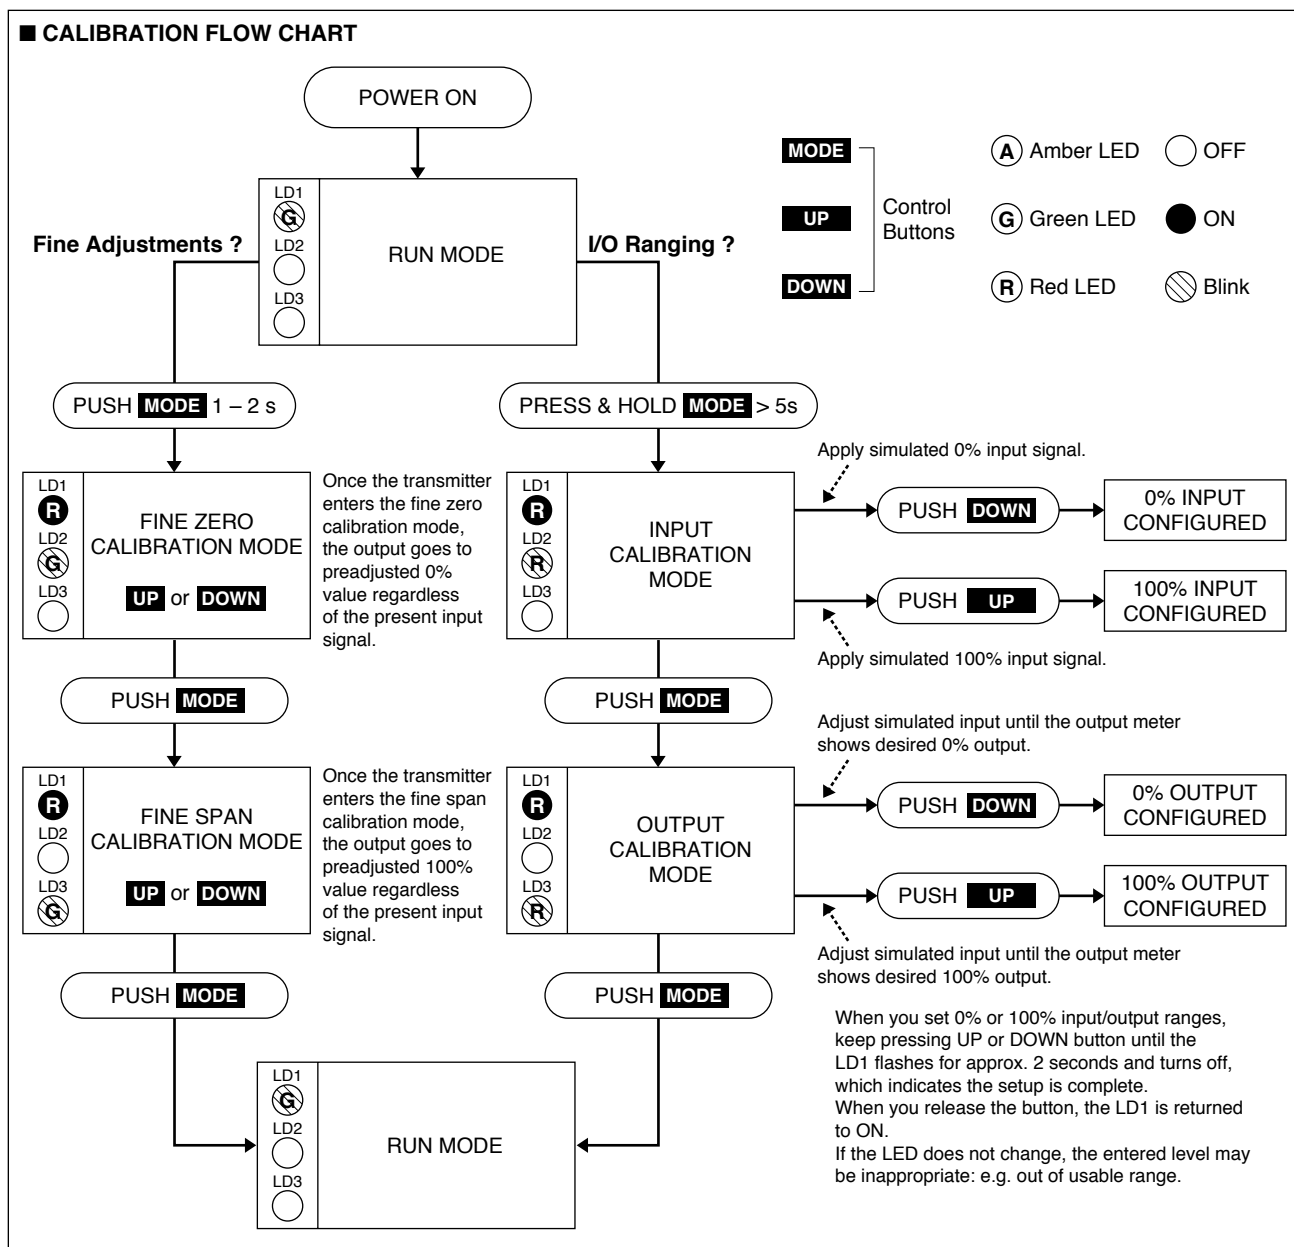 ■ CALIBRATION FLOW CHART
POWER ON
MODE
UP
DOWN
Control
Buttons
A Amber LED
G Green LED
R Red LED
OFF
ON
Blink
Fine Adjustments ?
I/O Ranging ?
LD1
G
LD2
LD3
RUN MODE
PUSH MODE 1 – 2 s
PRESS & HOLD MODE > 5s
LD1
R
LD2
G
LD3
FINE ZERO
CALIBRATION MODE
UP or DOWN
Once the transmitter
enters the fine zero
calibration mode,
the output goes to
preadjusted 0%
value regardless
of the present input
signal.
LD1
R
LD2
R
LD3
INPUT
CALIBRATION
MODE
Apply simulated 0% input signal.
PUSH DOWN
0% INPUT
CONFIGURED
PUSH UP
100% INPUT
CONFIGURED
Apply simulated 100% input signal.
PUSH MODE
PUSH MODE
LD1
R
LD2
LD3
G
FINE SPAN
CALIBRATION MODE
UP or DOWN
Once the transmitter
enters the fine span
calibration mode,
the output goes to
preadjusted 100%
value regardless
of the present input
signal.
LD1
R
LD2
LD3
R
OUTPUT
CALIBRATION
MODE
Adjust simulated input until the output meter
shows desired 0% output.
PUSH DOWN
0% OUTPUT
CONFIGURED
PUSH UP
100% OUTPUT
CONFIGURED
Adjust simulated input until the output meter
shows desired 100% output.
PUSH MODE
PUSH MODE
LD1
G
LD2
LD3
RUN MODE
When you set 0% or 100% input/output ranges,
keep pressing UP or DOWN button until the
LD1 flashes for approx. 2 seconds and turns off,
which indicates the setup is complete.
When you release the button, the LD1 is returned
to ON.
If the LED does not change, the entered level may
be inappropriate: e.g. out of usable range.